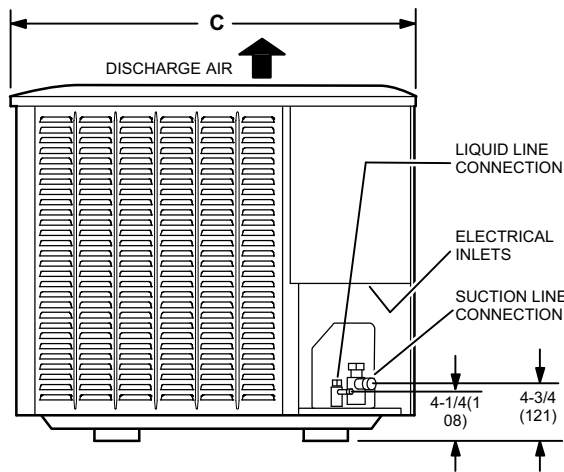 C
DISCHARGE AIR
LIQUID LINE
CONNECTION
ELECTRICAL
INLETS
SUCTION LINE
CONNECTION
4-1/4(1
08)
4-3/4
(121)